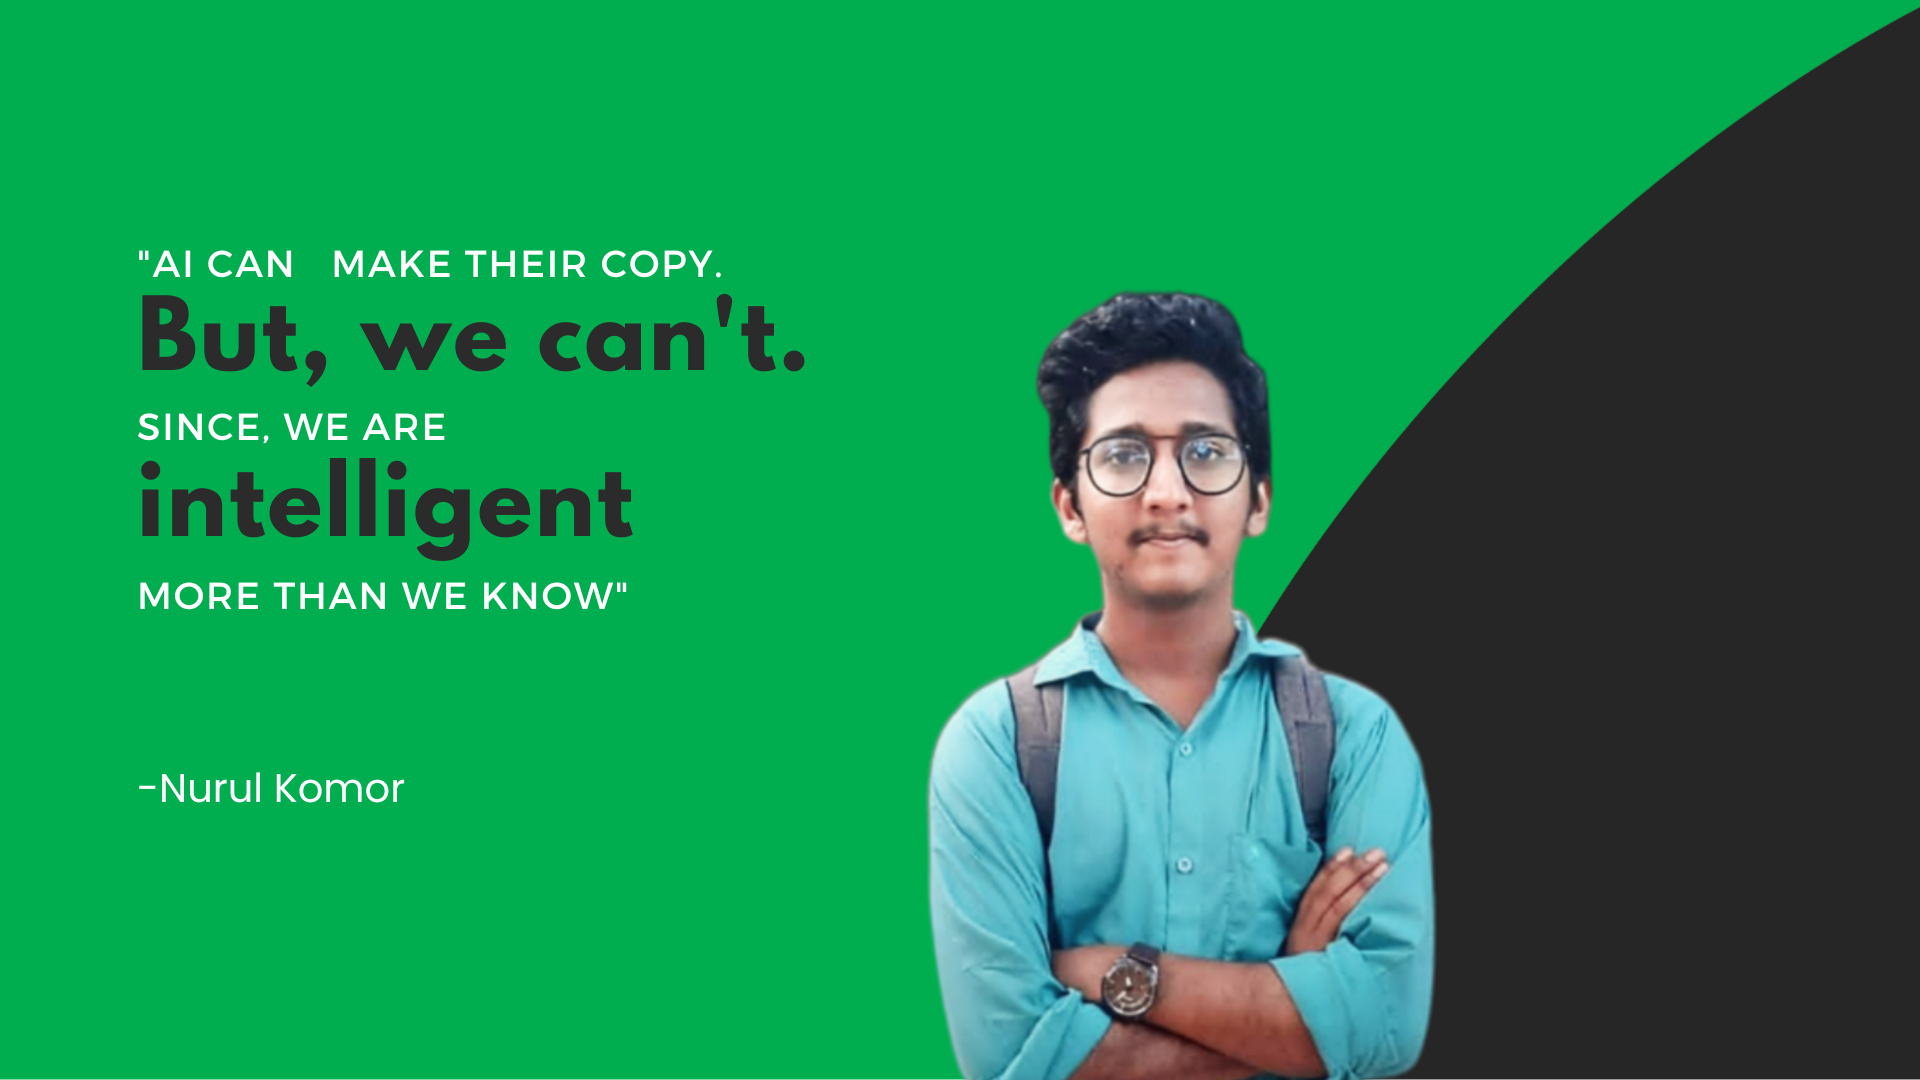 "AI CAN MAKE THEIR COPY.
But, we can't.
SINCE, WE ARE
intelligent
MORE THAN WE KNOW"
-Nurul Komor